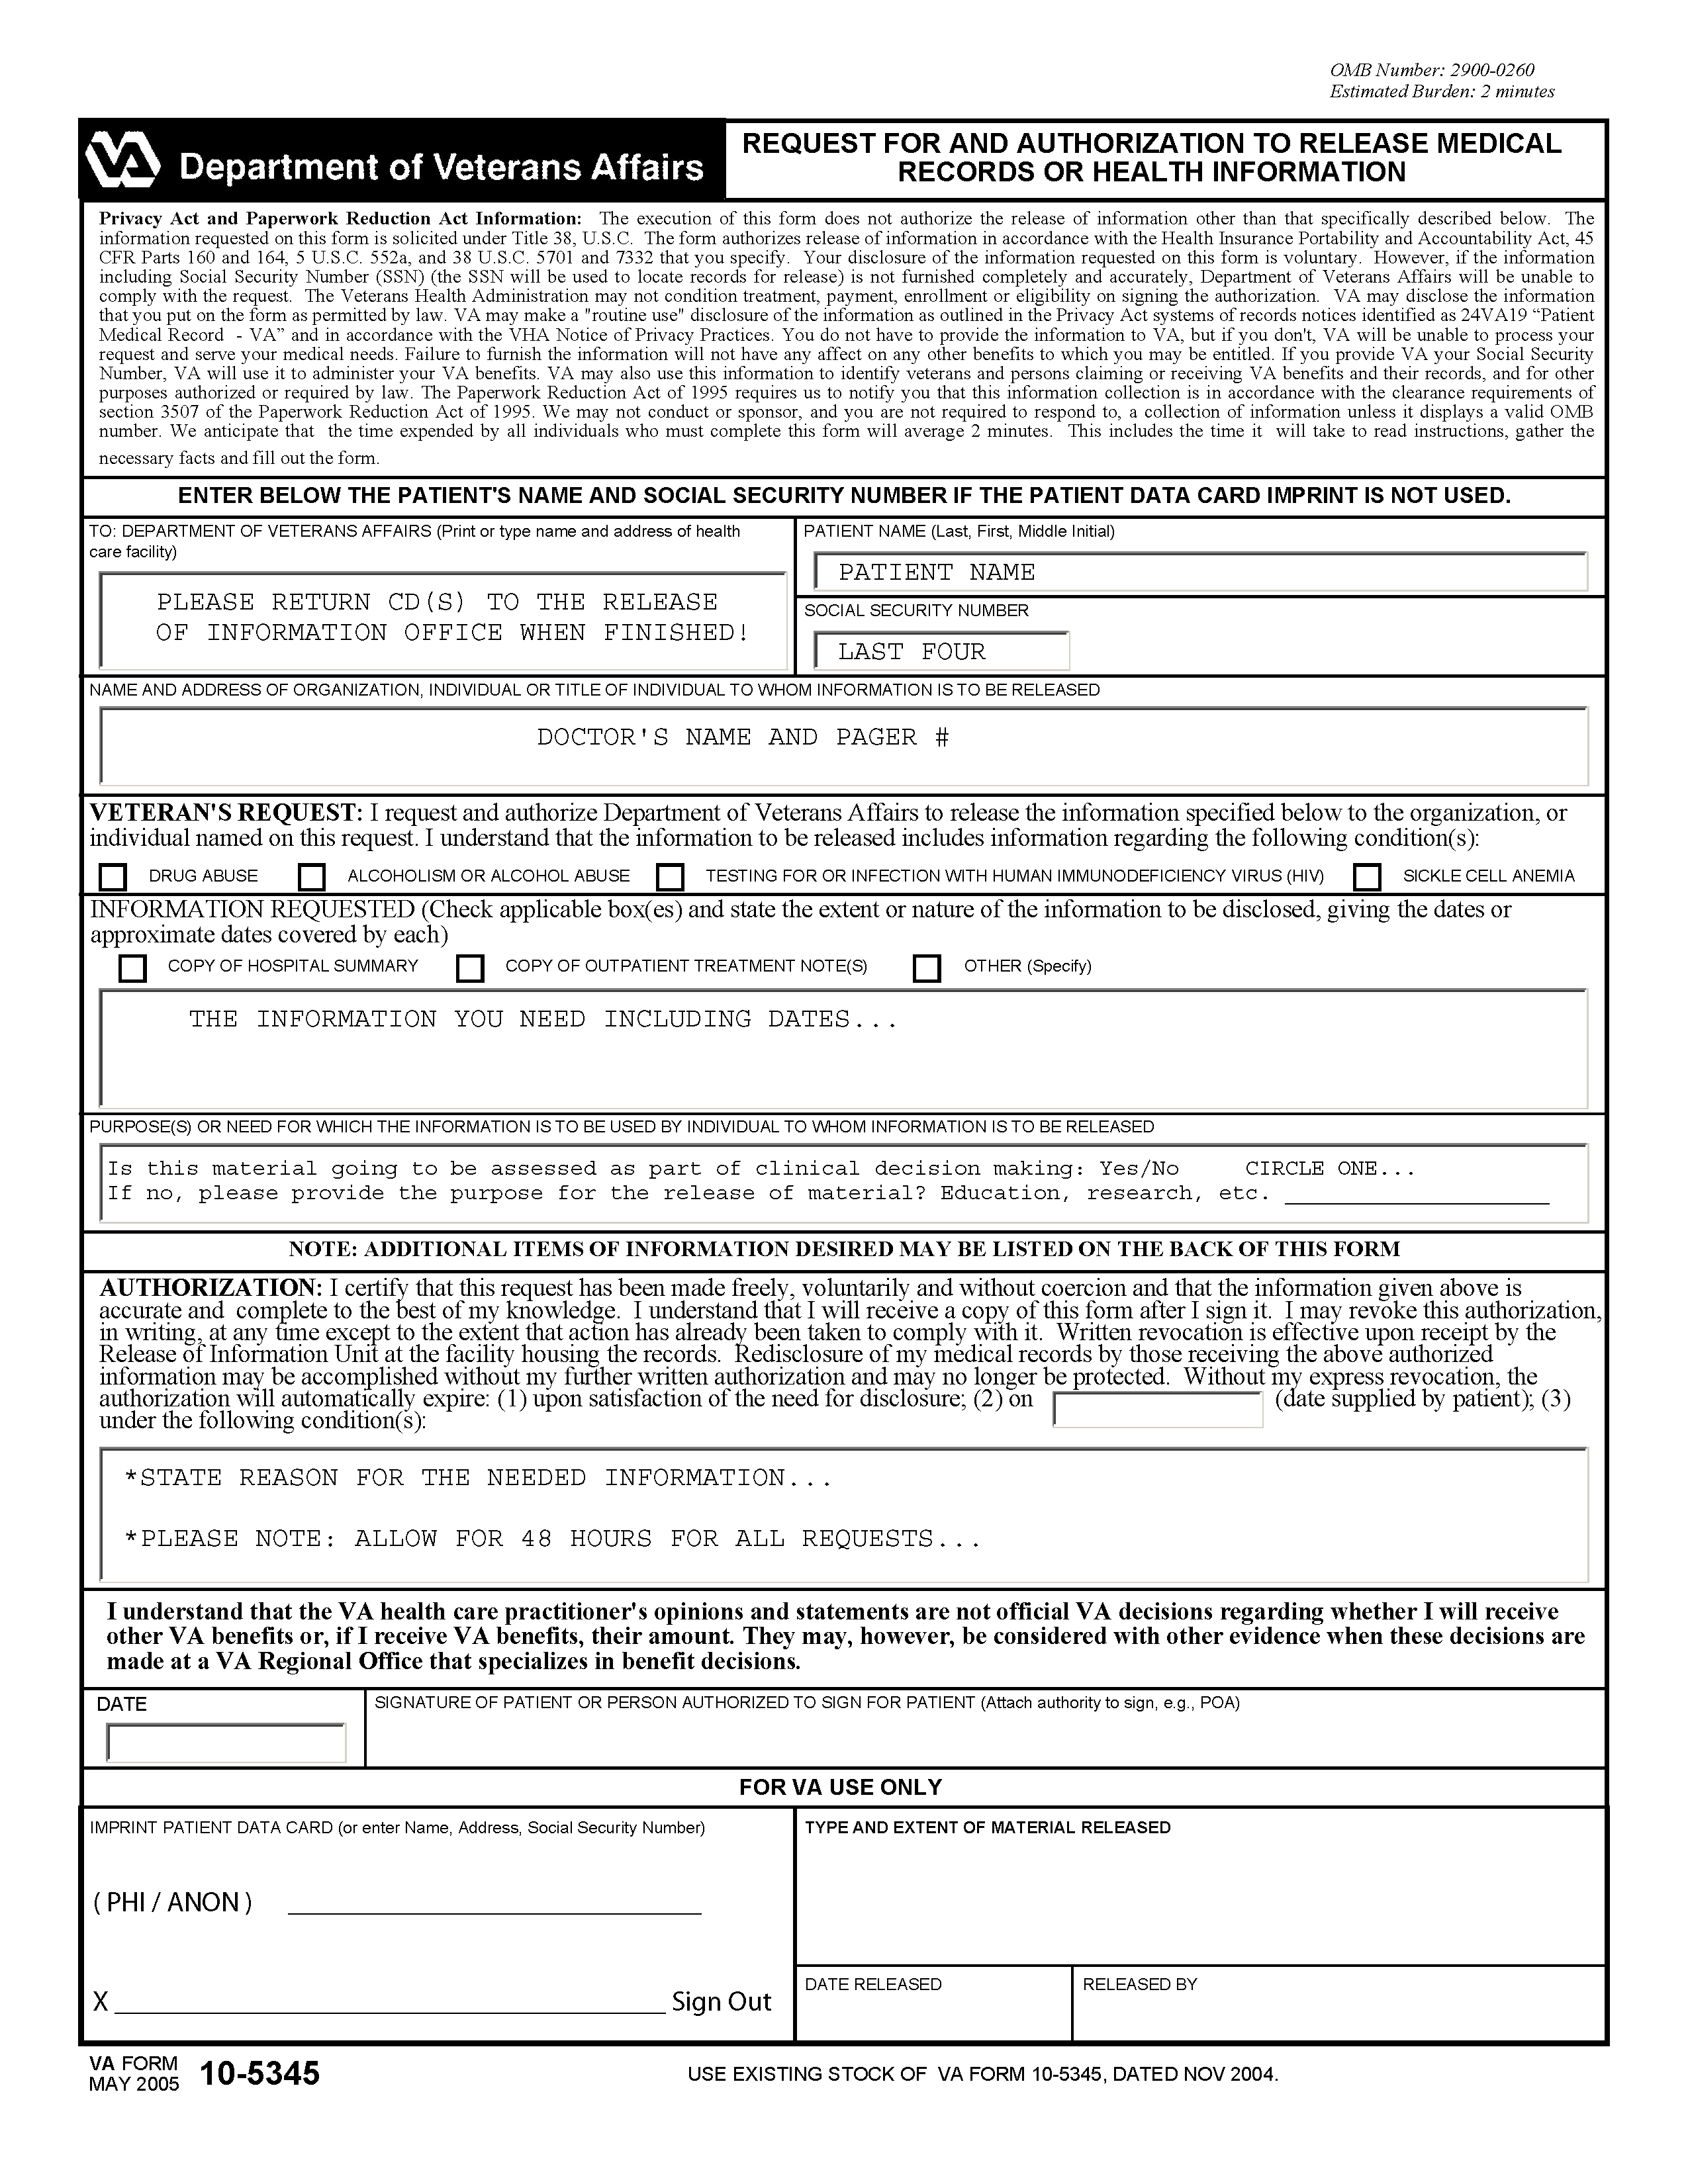 OMB Number: 2900-0260
Estimated Burden: 2 minutes
VA Department of Veterans Affairs
REQUEST FOR AND AUTHORIZATION TO RELEASE MEDICAL
RECORDS OR HEALTH INFORMATION
Privacy Act and Paperwork Reduction Act Information: The execution of this form does not authorize the release of information other than that specifically described below. The
information requested on this form is solicited under Title 38, U.S.C. The form authorizes release of information in accordance with the Health Insurance Portability and Accountability Act, 45
CFR Parts 160 and 164, 5 U.S.C. 552a, and 38 U.S.C. 5701 and 7332 that you specify. Your disclosure of the information requested on this form is voluntary. However, if the information
including Social Security Number (SSN) (the SSN will be used to locate records for release) is not furnished completely and accurately, Department of Veterans Affairs will be unable to
comply with the request. The Veterans Health Administration may not condition treatment, payment, enrollment or eligibility on signing the authorization. VA may disclose the information
that you put on the form as permitted by law. VA may make a "routine use" disclosure of the information as outlined in the Privacy Act systems of records notices identified as 24VA19 “Patient
Medical Record - VA” and in accordance with the VHA Notice of Privacy Practices. You do not have to provide the information to VA, but if you don't, VA will be unable to process your
request and serve your medical needs. Failure to furnish the information will not have any affect on any other benefits to which you may be entitled. If you provide VA your Social Security
Number, VA will use it to administer your VA benefits. VA may also use this information to identify veterans and persons claiming or receiving VA benefits and their records, and for other
purposes authorized or required by law. The Paperwork Reduction Act of 1995 requires us to notify you that this information collection is in accordance with the clearance requirements of
section 3507 of the Paperwork Reduction Act of 1995. We may not conduct or sponsor, and you are not required to respond to, a collection of information unless it displays a valid OMB
number. We anticipate that the time expended by all individuals who must complete this form will average 2 minutes. This includes the time it will take to read instructions, gather the
necessary facts and fill out the form.
ENTER BELOW THE PATIENT'S NAME AND SOCIAL SECURITY NUMBER IF THE PATIENT DATA CARD IMPRINT IS NOT USED.
TO: DEPARTMENT OF VETERANS AFFAIRS (Print or type name and address of health
care facility)
PLEASE RETURN CD(S) TO THE RELEASE
OF INFORMATION OFFICE WHEN FINISHED!
PATIENT NAME (Last, First, Middle Initial)
PATIENT NAME
SOCIAL SECURITY NUMBER
LAST FOUR
NAME AND ADDRESS OF ORGANIZATION, INDIVIDUAL OR TITLE OF INDIVIDUAL TO WHOM INFORMATION IS TO BE RELEASED
DOCTOR'S NAME AND PAGER #
VETERAN'S REQUEST: I request and authorize Department of Veterans Affairs to release the information specified below to the organization, or
individual named on this request. I understand that the information to be released includes information regarding the following condition(s):
DRUG ABUSE ALCOHOLISM OR ALCOHOL ABUSE TESTING FOR OR INFECTION WITH HUMAN IMMUNODEFICIENCY VIRUS (HIV) SICKLE CELL ANEMIA
INFORMATION REQUESTED (Check applicable box(es) and state the extent or nature of the information to be disclosed, giving the dates or
approximate dates covered by each)
COPY OF HOSPITAL SUMMARY COPY OF OUTPATIENT TREATMENT NOTE(S) OTHER (Specify)
THE INFORMATION YOU NEED INCLUDING DATES...
PURPOSE(S) OR NEED FOR WHICH THE INFORMATION IS TO BE USED BY INDIVIDUAL TO WHOM INFORMATION IS TO BE RELEASED
Is this material going to be assessed as part of clinical decision making: Yes/No CIRCLE ONE...
If no, please provide the purpose for the release of material? Education, research, etc. ____________________
NOTE: ADDITIONAL ITEMS OF INFORMATION DESIRED MAY BE LISTED ON THE BACK OF THIS FORM
AUTHORIZATION: I certify that this request has been made freely, voluntarily and without coercion and that the information given above is
accurate and complete to the best of my knowledge. I understand that I will receive a copy of this form after I sign it. I may revoke this authorization,
in writing, at any time except to the extent that action has already been taken to comply with it. Written revocation is effective upon receipt by the
Release of Information Unit at the facility housing the records. Redisclosure of my medical records by those receiving the above authorized
information may be accomplished without my further written authorization and may no longer be protected. Without my express revocation, the
authorization will automatically expire: (1) upon satisfaction of the need for disclosure; (2) on (date supplied by patient); (3)
under the following condition(s):
*STATE REASON FOR THE NEEDED INFORMATION...
*PLEASE NOTE: ALLOW FOR 48 HOURS FOR ALL REQUESTS...
I understand that the VA health care practitioner's opinions and statements are not official VA decisions regarding whether I will receive
other VA benefits or, if I receive VA benefits, their amount. They may, however, be considered with other evidence when these decisions are
made at a VA Regional Office that specializes in benefit decisions.
DATE
SIGNATURE OF PATIENT OR PERSON AUTHORIZED TO SIGN FOR PATIENT (Attach authority to sign, e.g., POA)
FOR VA USE ONLY
IMPRINT PATIENT DATA CARD (or enter Name, Address, Social Security Number)
( PHI / ANON ) ____________________
X ____________________ Sign Out
TYPE AND EXTENT OF MATERIAL RELEASED
DATE RELEASED
RELEASED BY
VA FORM
MAY 2005 10-5345
USE EXISTING STOCK OF VA FORM 10-5345, DATED NOV 2004.